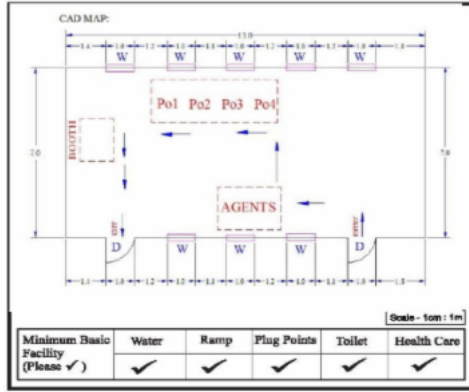 CAD MAP:
13.0
1.4 1.0 1.2 1.0 1.2 1.0 1.2 1.0 1.2 1.0 1.8
W W W W W
Po1 Po2 Po3 Po4
7.0
7.0
BOOTH
AGENTS
EXIT
ENTRY
D W W W D
1.4 1.0 1.2 1.0 1.2 1.0 1.2 1.0 1.2 1.0 1.8
Scale - 1cm : 1m
Minimum Basic Facility (Please ✓) Water Ramp Plug Points Toilet Health Care
✓ ✓ ✓ ✓ ✓